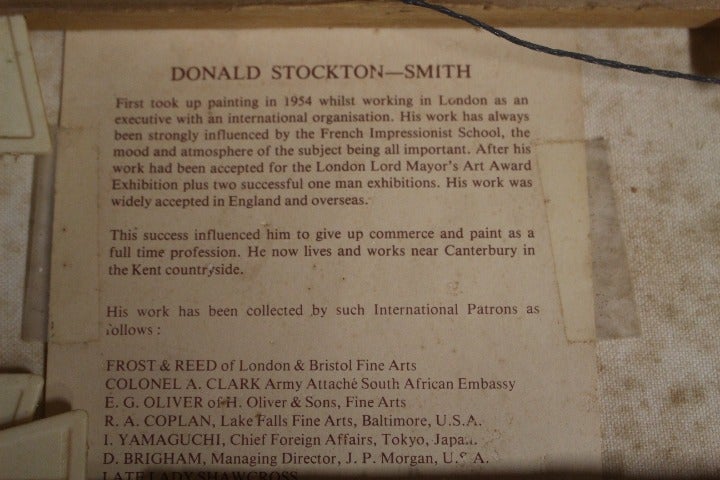 DONALD STOCKTON—SMITH
First took up painting in 1954 whilst working in London as an
executive with an international organisation. His work has always
been strongly influenced by the French Impressionist School, the
mood and atmosphere of the subject being all important. After his
work had been accepted for the London Lord Mayor's Art Award
Exhibition plus two successful one man exhibitions. His work was
widely accepted in England and overseas.
This success influenced him to give up commerce and paint as a
full time profession. He now lives and works near Canterbury in
the Kent countryside.
His work has been collected by such International Patrons as
follows :
FROST & REED of London & Bristol Fine Arts
COLONEL A. CLARK Army Attaché South African Embassy
E. G. OLIVER of H. Oliver & Sons, Fine Arts
R. A. COPLAN, Lake Falls Fine Arts, Baltimore, U.S.A.
I. YAMAGUCHI, Chief Foreign Affairs, Tokyo, Japan.
D. BRIGHAM, Managing Director, J. P. Morgan, U.S.A.
LATE LADY SHAWCROSS